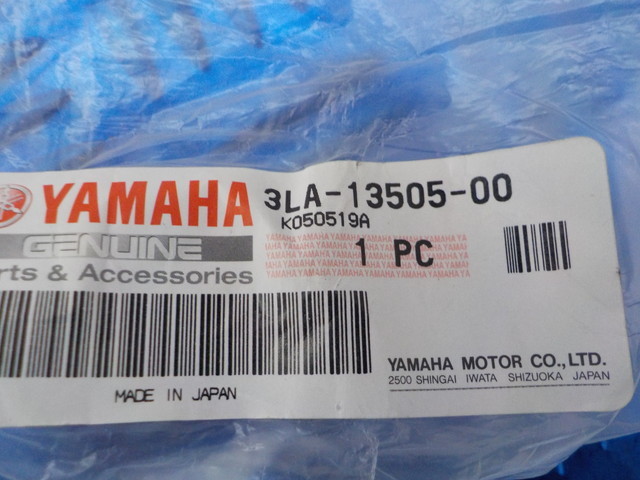 YAMAHA 3LA-13505-00
K050519A
GENUINE
rts & Accessories
1 PC
YAMAHA MOTOR CO.,LTD.
2500 SHINGAI IWATA SHIZUOKA JAPAN
MADE IN JAPAN